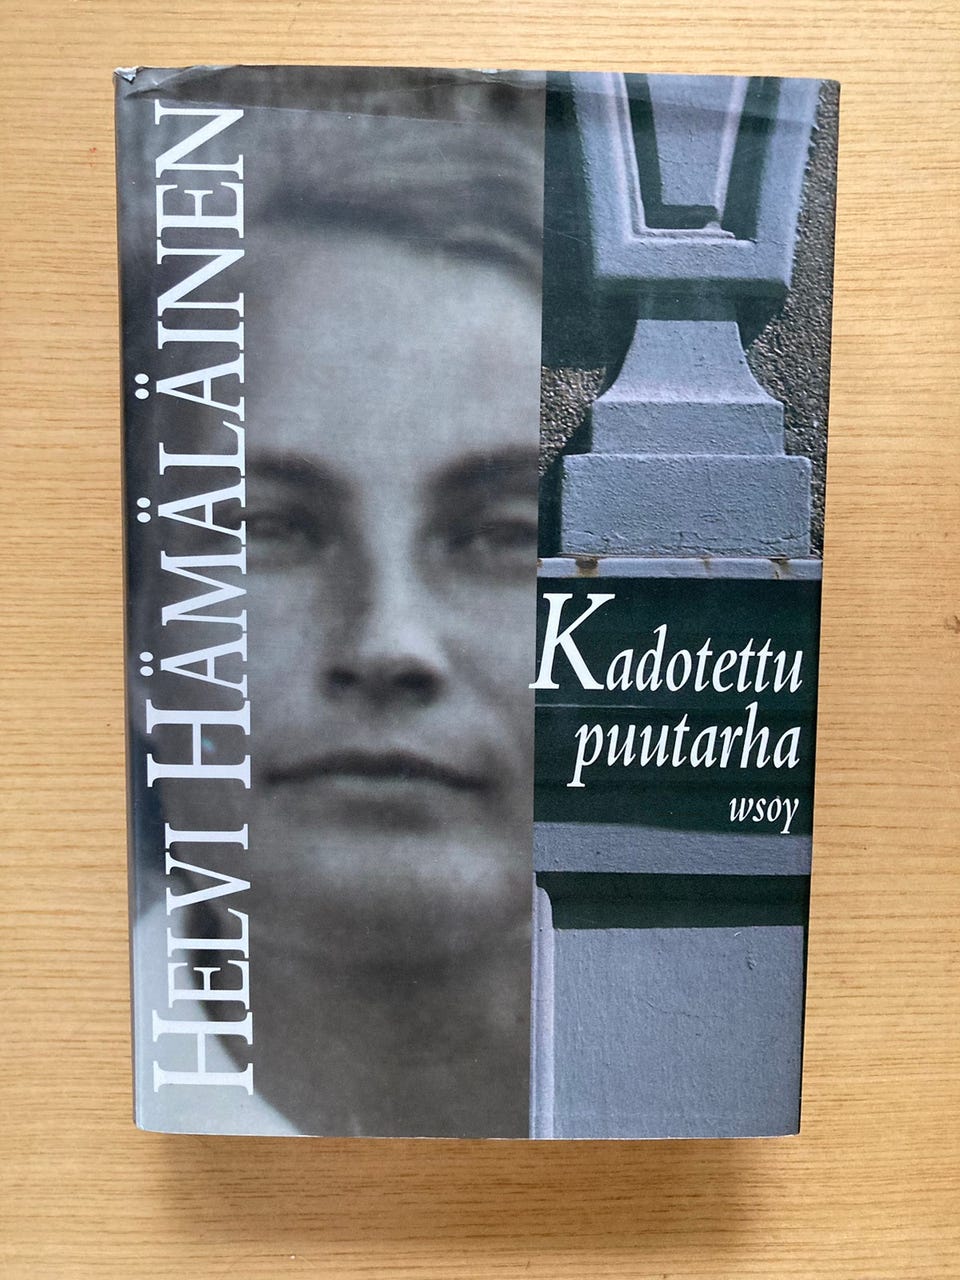 HELVI HÄMÄLÄINEN
Kadotettu
puutarha
wsoy